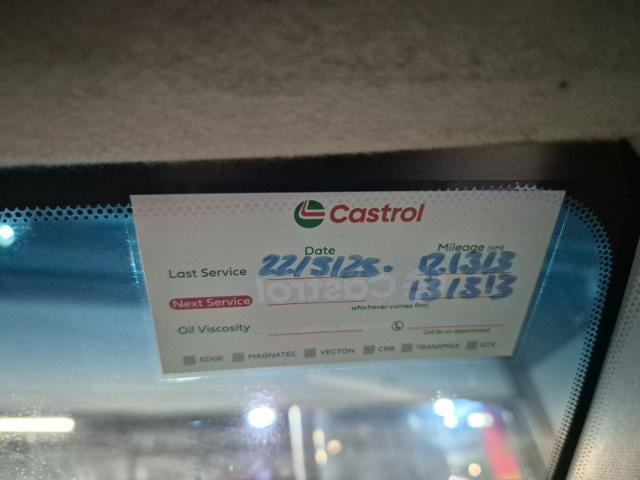 Castrol
Date Mileage (KM)
Last Service 22/5/25. 121313
Next Service 131313
whichever comes first
Oil Viscosity
Call for an appointment
EDGE MAGNATEC VECTON CRB TRANSMAX GTX